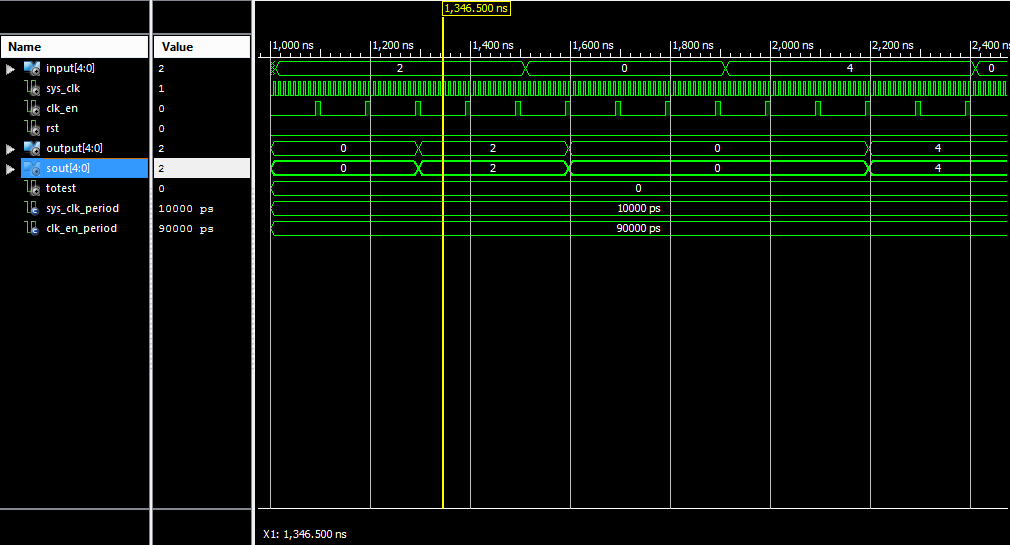 1,346.500 ns
Name Value 1,000 ns 1,200 ns 1,400 ns 1,600 ns 1,800 ns 2,000 ns 2,200 ns 2,400 ns
input[4:0] 2 2 0 4 0
sys_clk 1
clk_en 0
rst 0
output[4:0] 2 0 2 0 4
sout[4:0] 2 0 2 0 4
totest 0 0
sys_clk_period 10000 ps 10000 ps
clk_en_period 90000 ps 90000 ps
X1: 1,346.500 ns